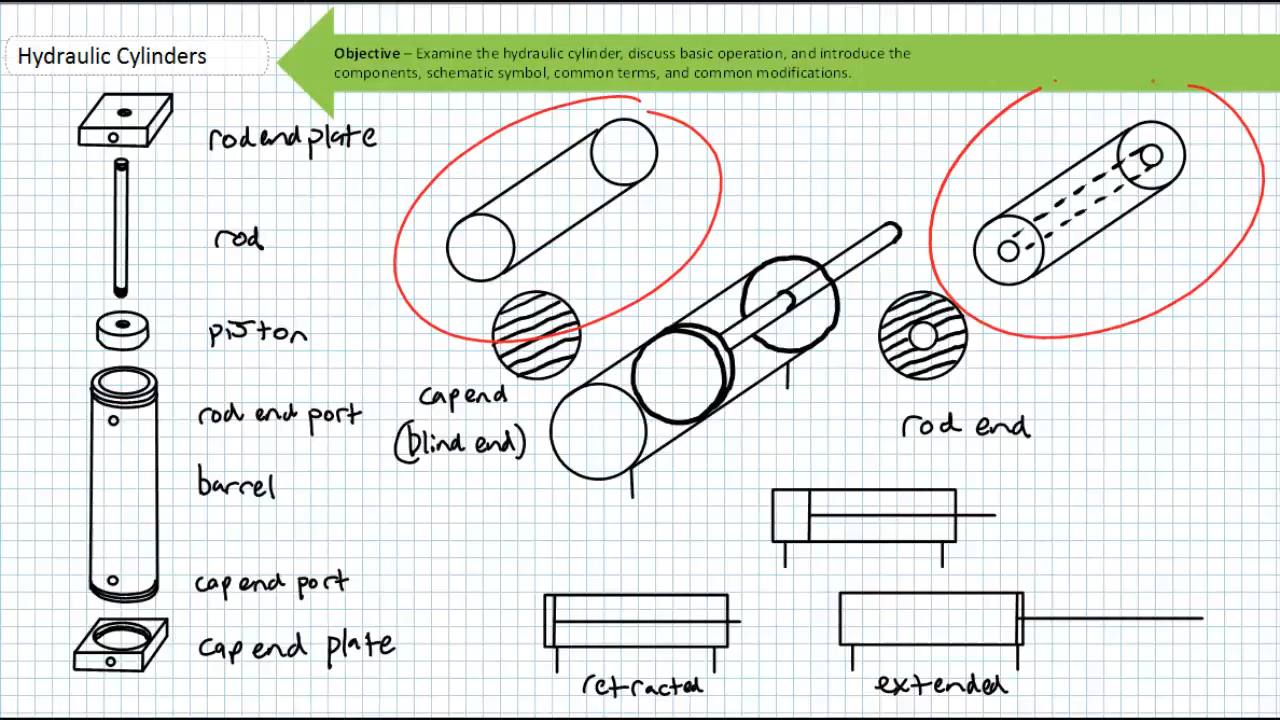 Hydraulic Cylinders
Objective – Examine the hydraulic cylinder, discuss basic operation, and introduce the
components, schematic symbol, common terms, and common modifications.
rod end plate
rod
piston
rod end port
barrel
cap end port
cap end plate
cap end
(blind end)
rod end
retracted
extended